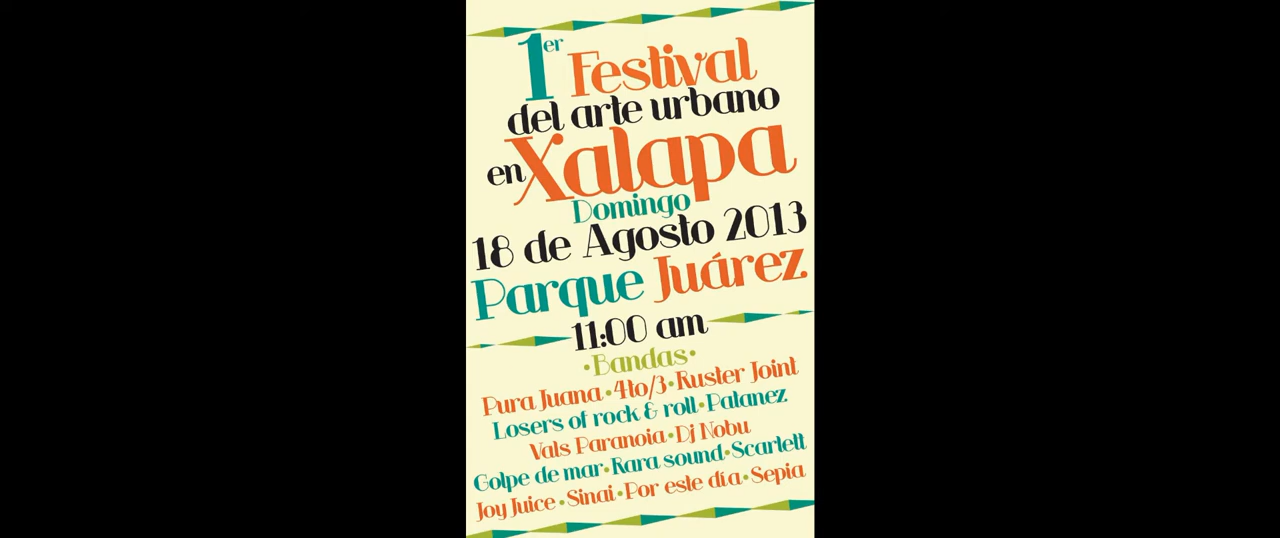 1er Festival
del arte urbano
en Xalapa
Domingo
18 de Agosto 2013
Parque Juárez
11:00 am
•Bandas•
Pura Juana•4to/3•Ruster Joint
Losers of rock & roll•Patanez
Vals Paranoia•Dj Nobu
Golpe de mar•Rara sound•Scarlett
Joy Juice•Sinai•Por este día•Sepia